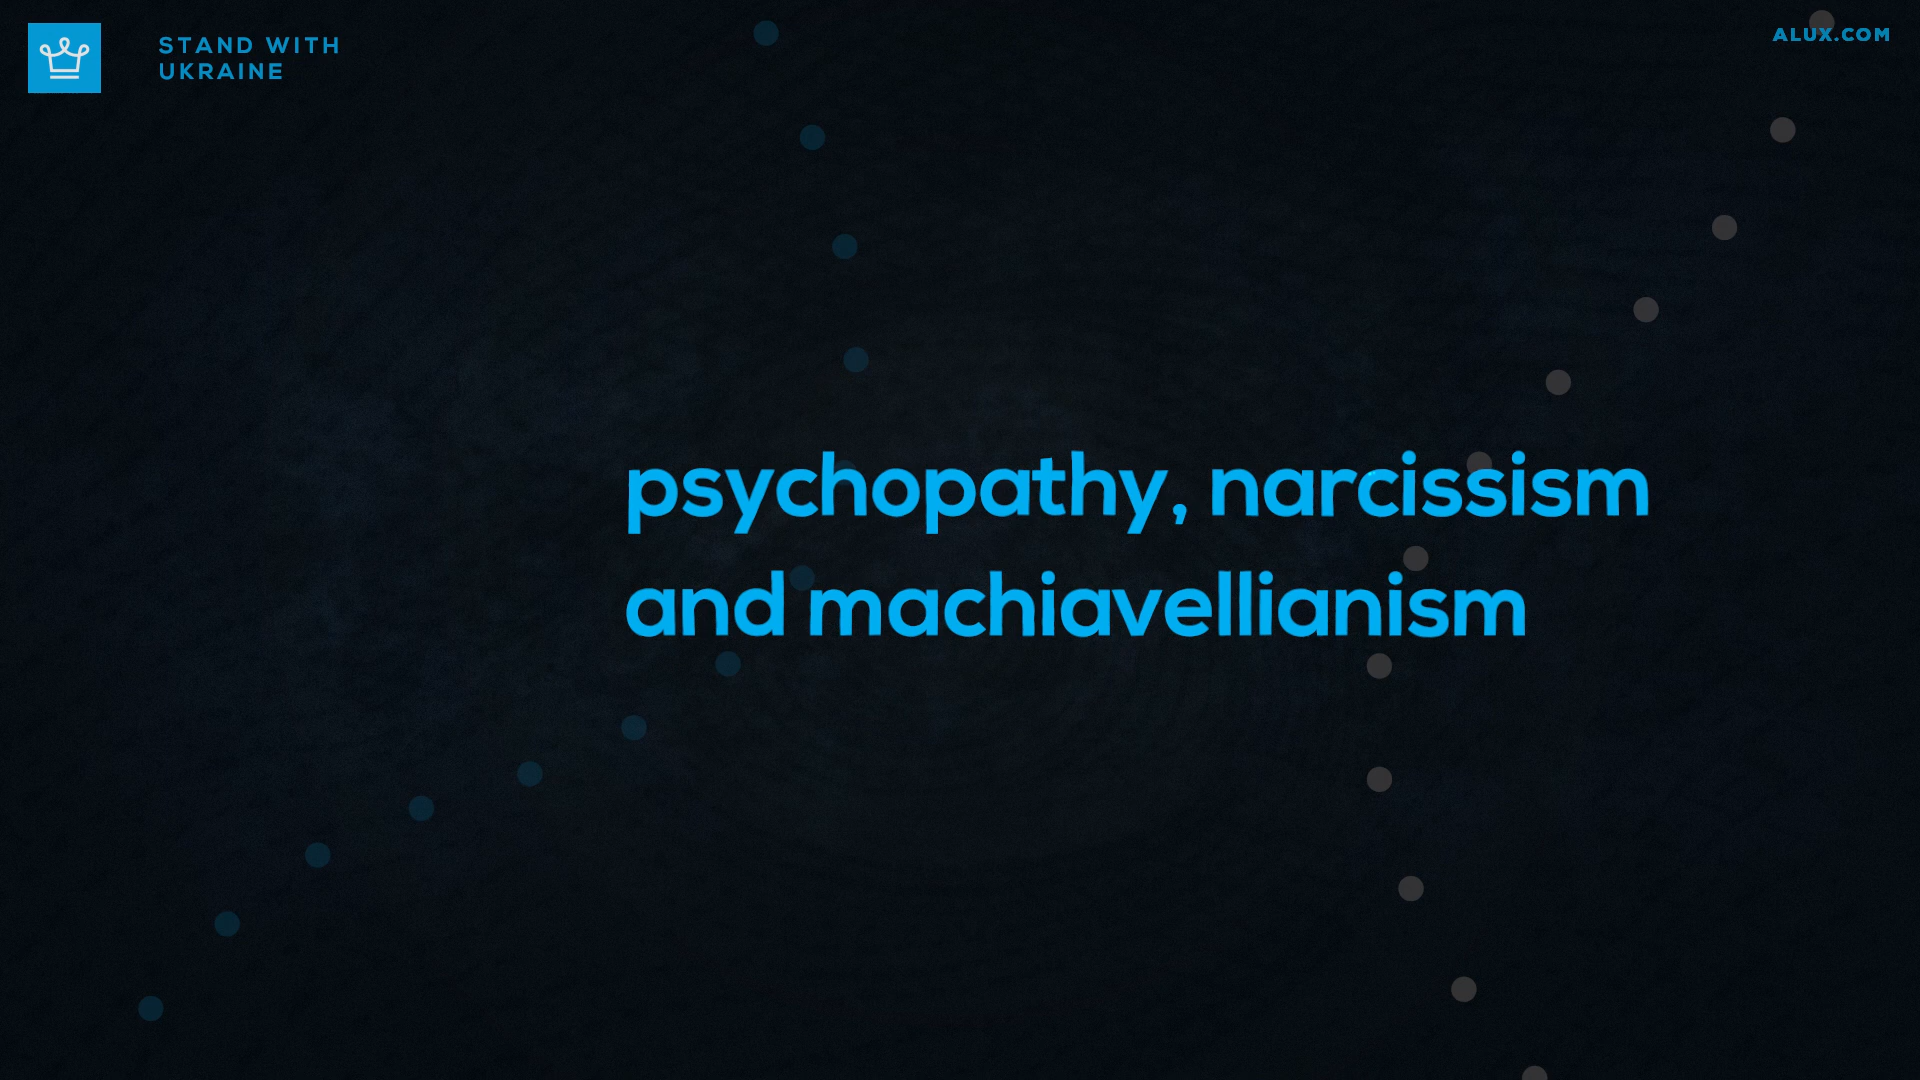 STAND WITH
UKRAINE
ALUX.COM
psychopathy, narcissism
and machiavellianism